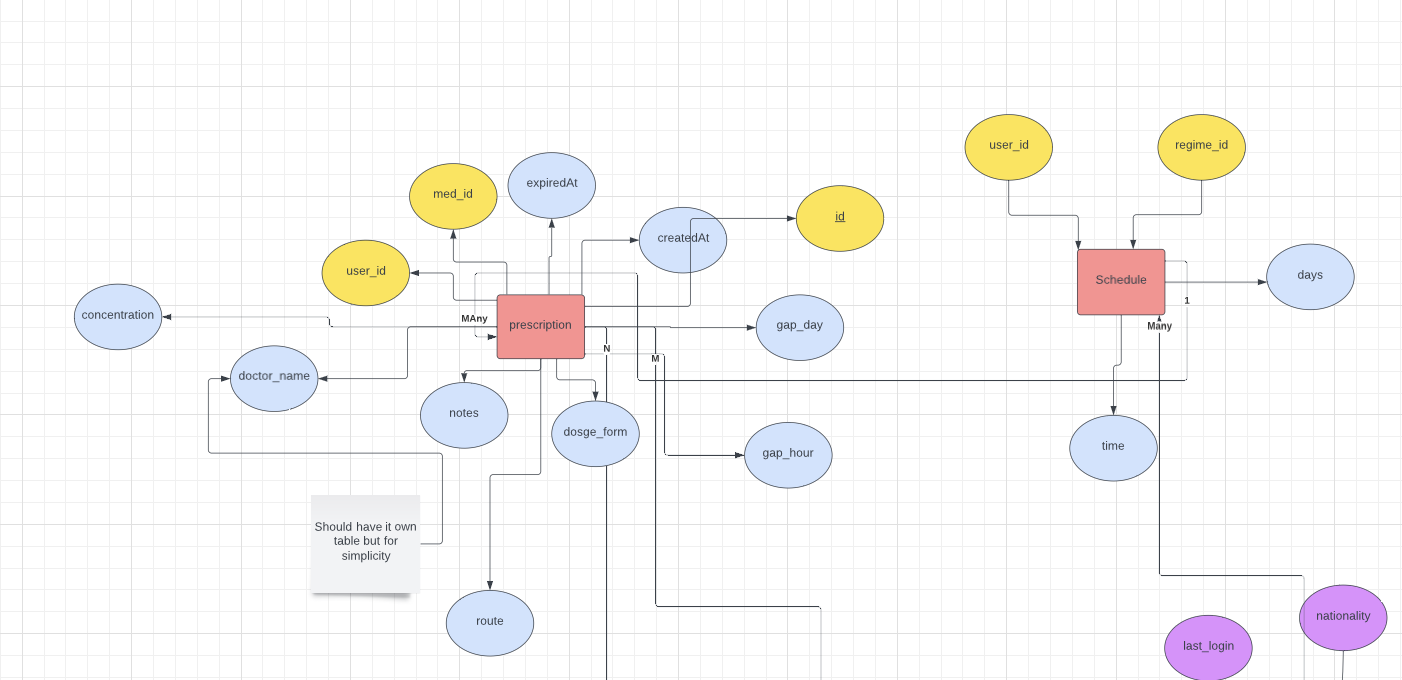 user_id
regime_id
expiredAt
med_id
id
createdAt
user_id
Schedule
days
1
concentration
MAny
prescription
gap_day
Many
N
M
doctor_name
notes
dosge_form
time
gap_hour
Should have it own
table but for
simplicity
route
nationality
last_login